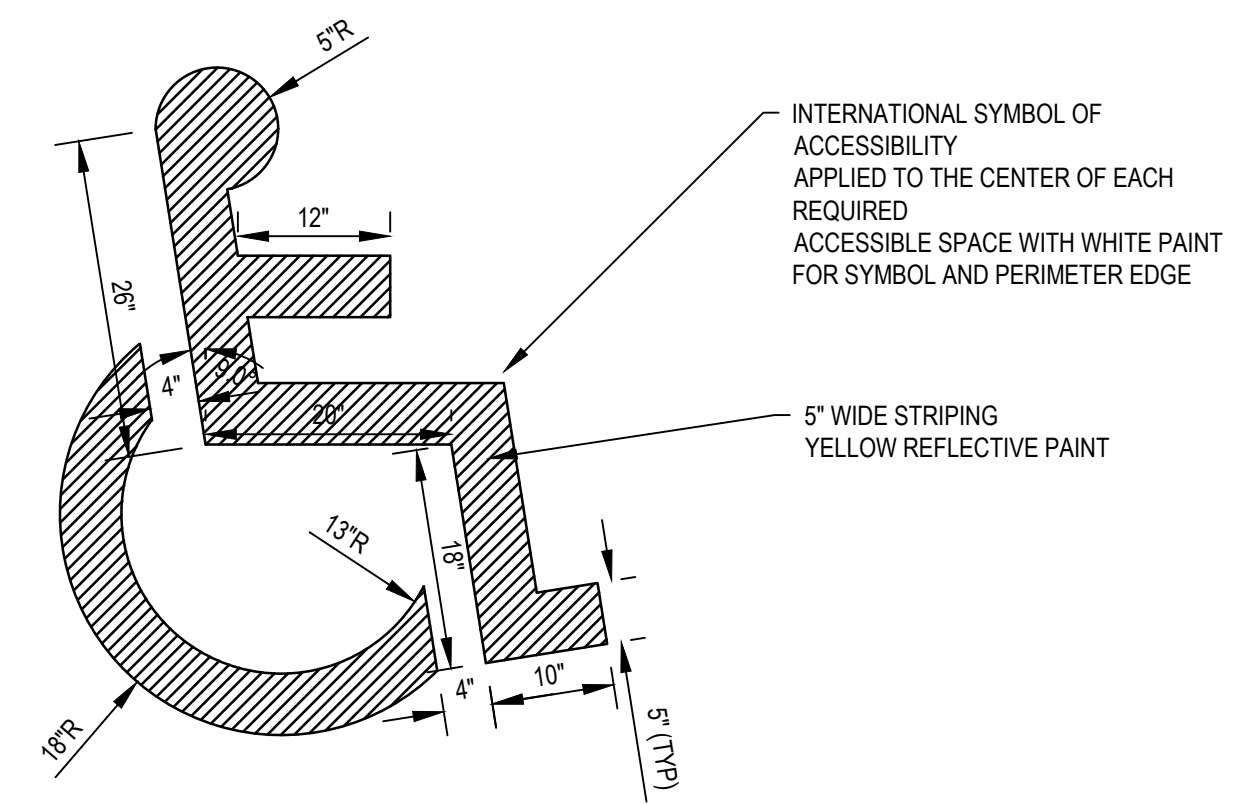 5"R
INTERNATIONAL SYMBOL OF
ACCESSIBILITY
APPLIED TO THE CENTER OF EACH
REQUIRED
ACCESSIBLE SPACE WITH WHITE PAINT
FOR SYMBOL AND PERIMETER EDGE
12"
26"
4"
9.0°
20"
5" WIDE STRIPING
YELLOW REFLECTIVE PAINT
13"R
18"
4"
10"
5" (TYP)
18"R